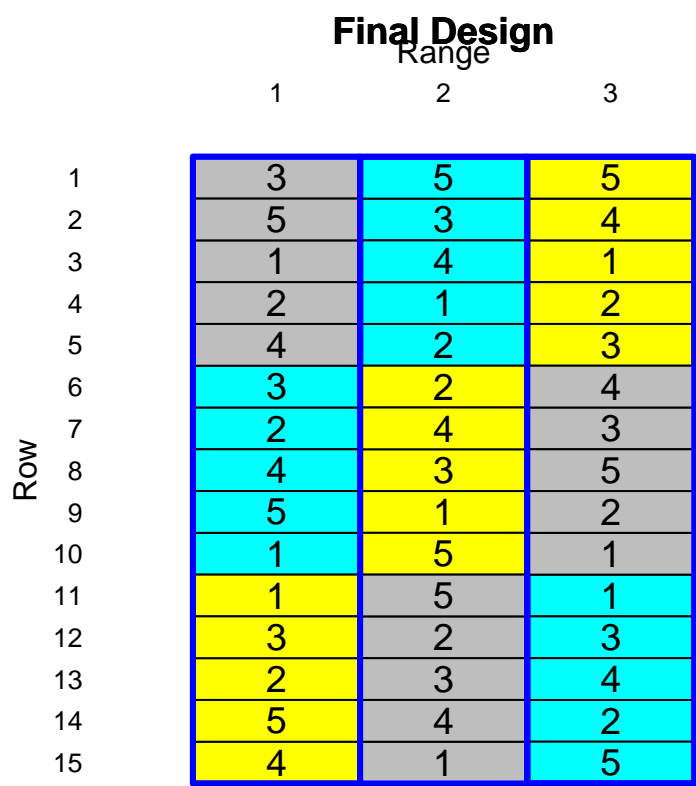 Final Design
Range
1 2 3
1 3 5 5
2 5 3 4
3 1 4 1
4 2 1 2
5 4 2 3
6 3 2 4
7 2 4 3
8 4 3 5
9 5 1 2
10 1 5 1
11 1 5 1
12 3 2 3
13 2 3 4
14 5 4 2
15 4 1 5
Row